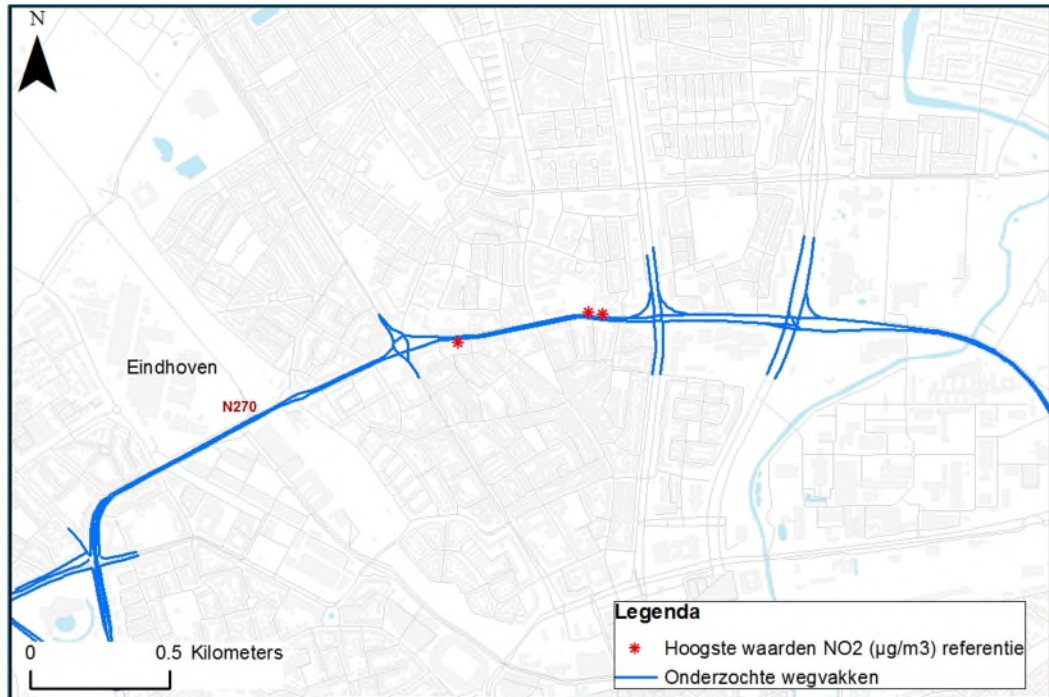 N
Eindhoven
N270
0 0.5 Kilometers
Legenda
Hoogste waarden NO2 (µg/m3) referentie
Onderzochte wegvakken